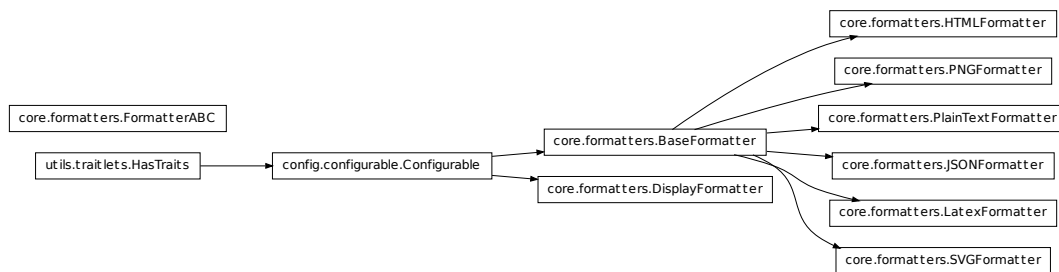 core.formatters.HTMLFormatter
core.formatters.PNGFormatter
core.formatters.FormatterABC
core.formatters.PlainTextFormatter
core.formatters.BaseFormatter
utils.traitlets.HasTraits
config.configurable.Configurable
core.formatters.JSONFormatter
core.formatters.DisplayFormatter
core.formatters.LatexFormatter
core.formatters.SVGFormatter